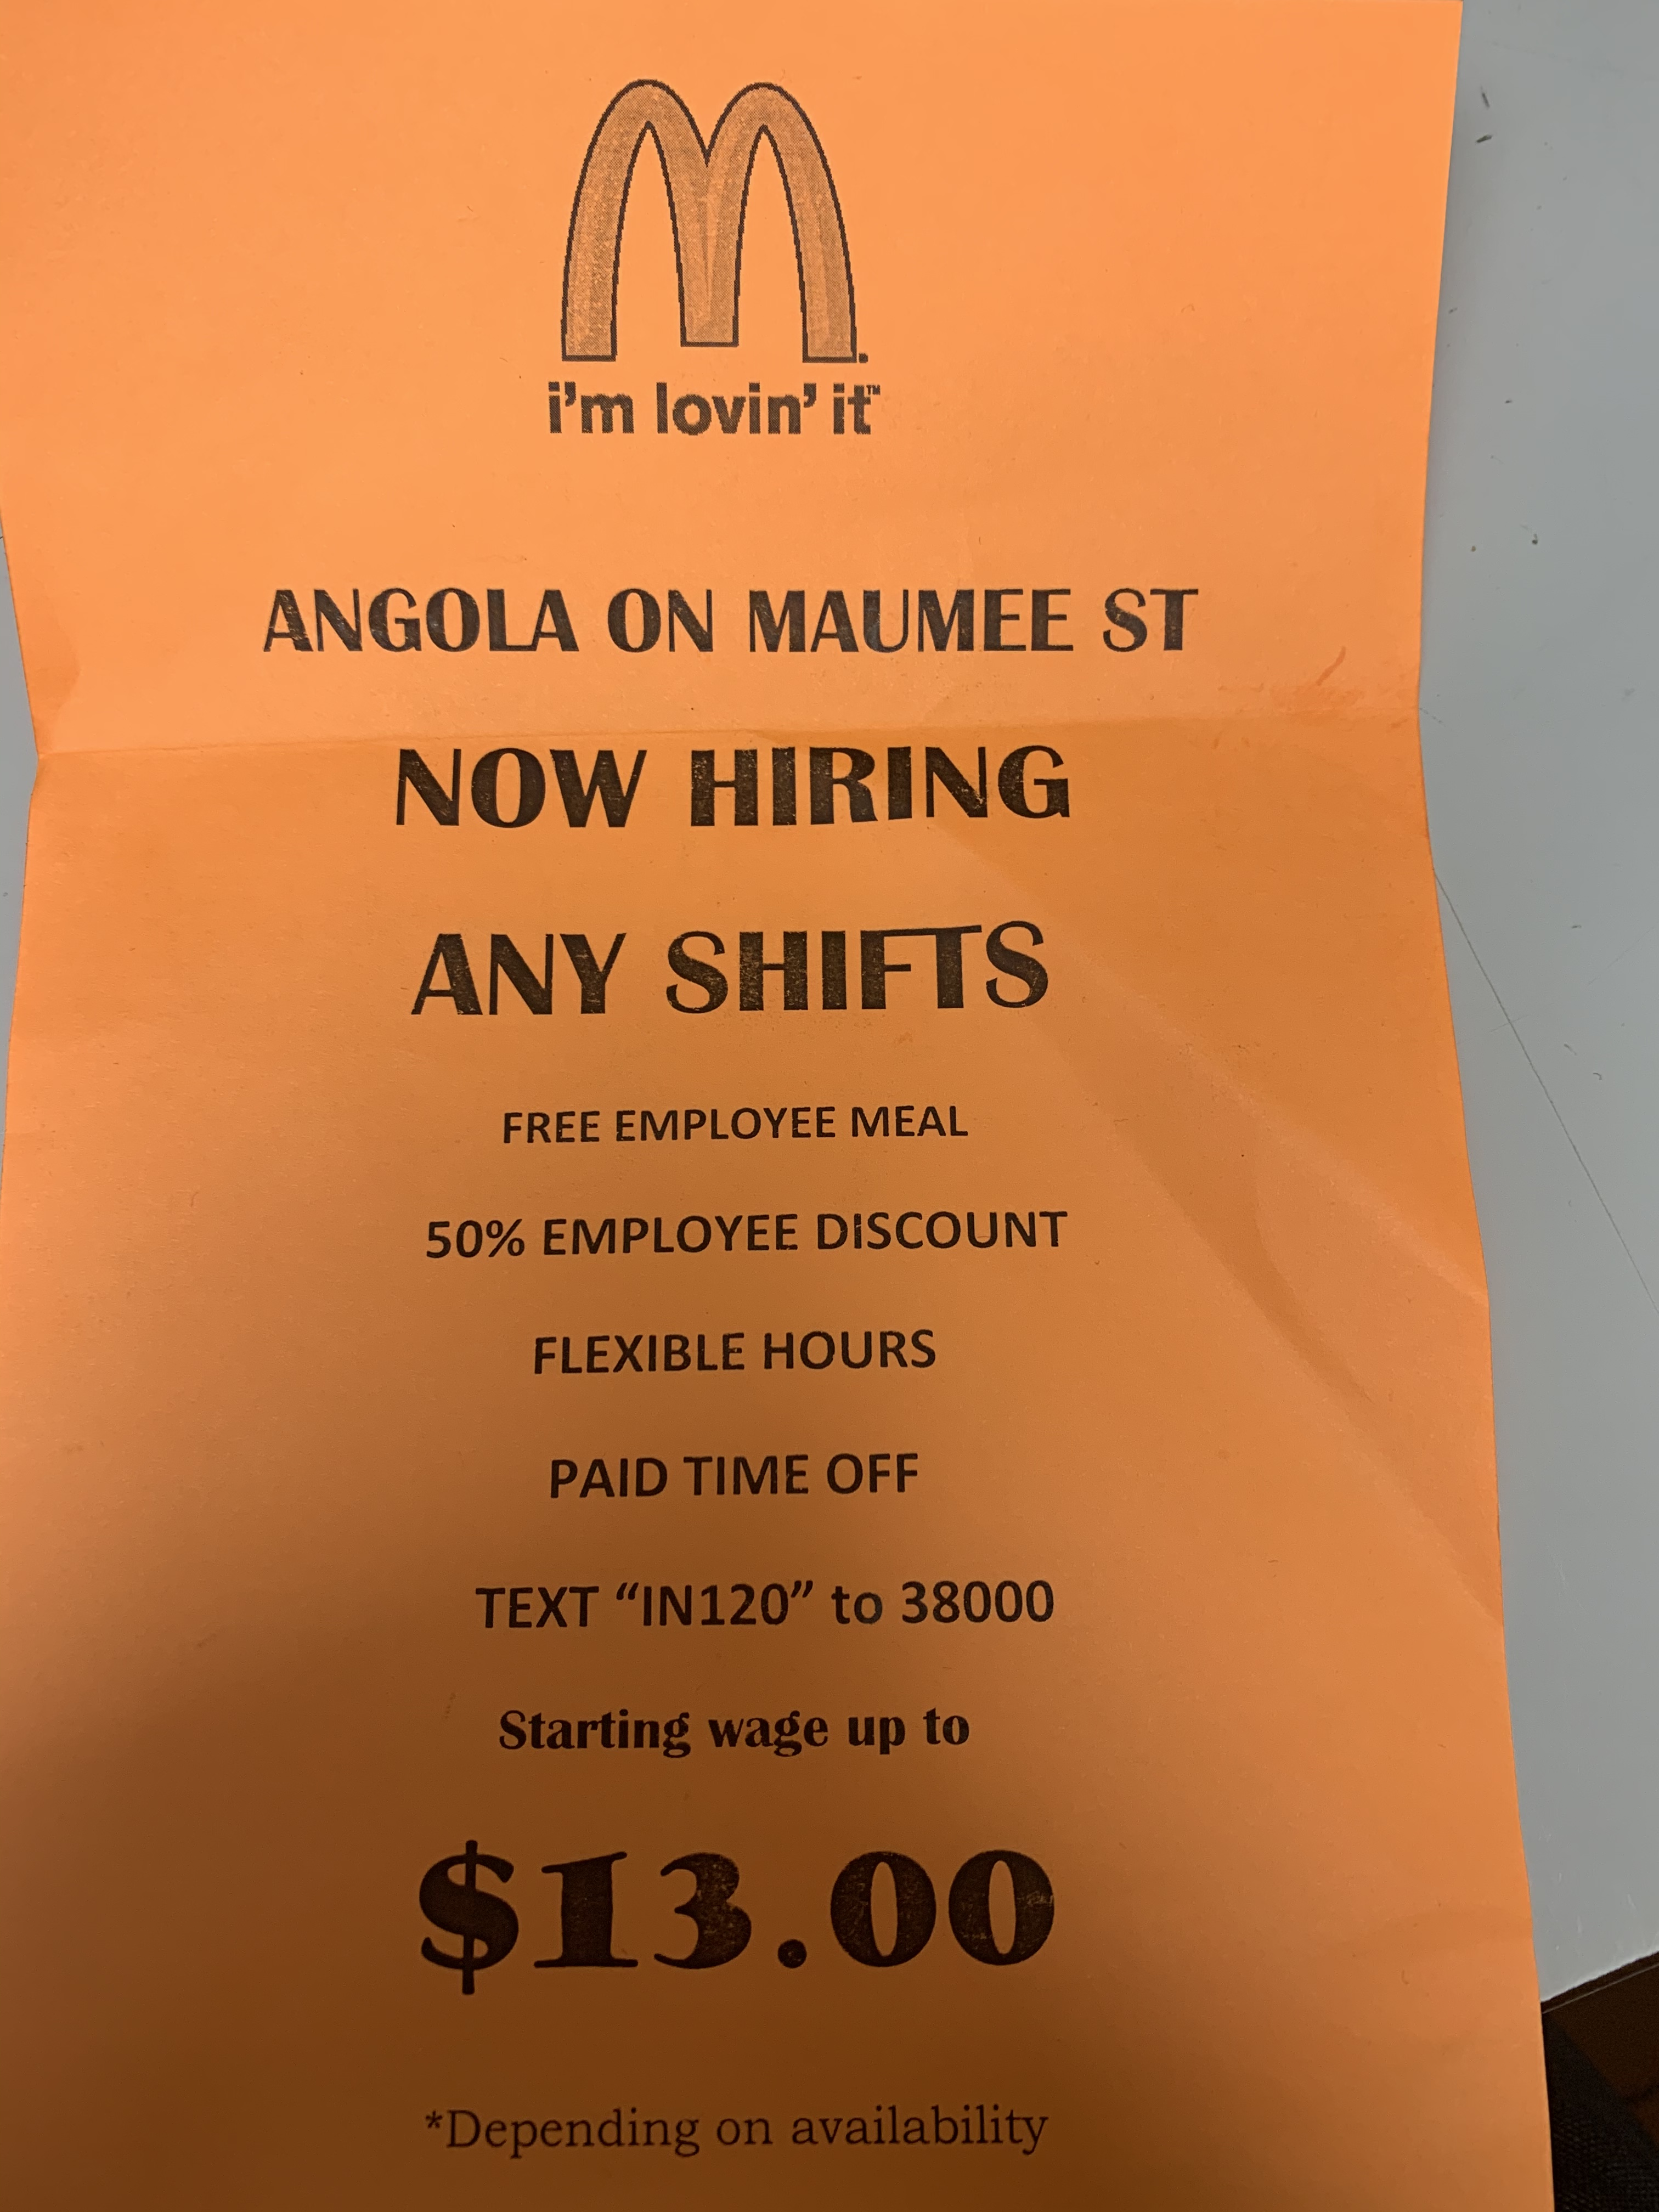 i'm lovin' it™
ANGOLA ON MAUMEE ST
NOW HIRING
ANY SHIFTS
FREE EMPLOYEE MEAL
50% EMPLOYEE DISCOUNT
FLEXIBLE HOURS
PAID TIME OFF
TEXT “IN120” to 38000
Starting wage up to
$13.00
*Depending on availability